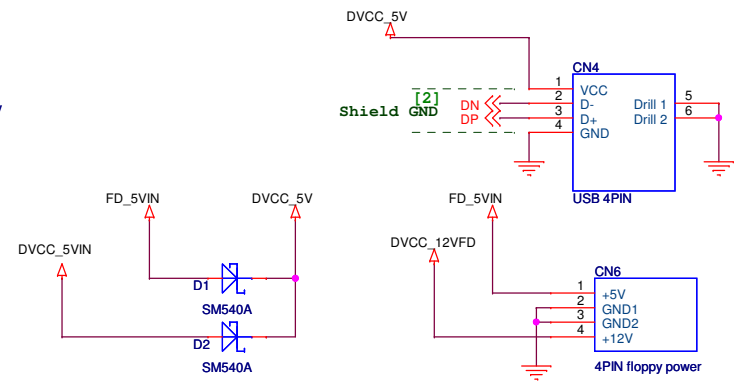 DVCC_5V
CN4
1 VCC
[2]
2 D-
DN
Drill 1 5
Shield GND
DP
3 D+
Drill 2 6
4 GND
USB 4PIN
FD_5VIN
DVCC_5V
FD_5VIN
DVCC_5VIN
DVCC_12VFD
CN6
D1
1 +5V
SM540A
2 GND1
3 GND2
4 +12V
D2
SM540A
4PIN floppy power